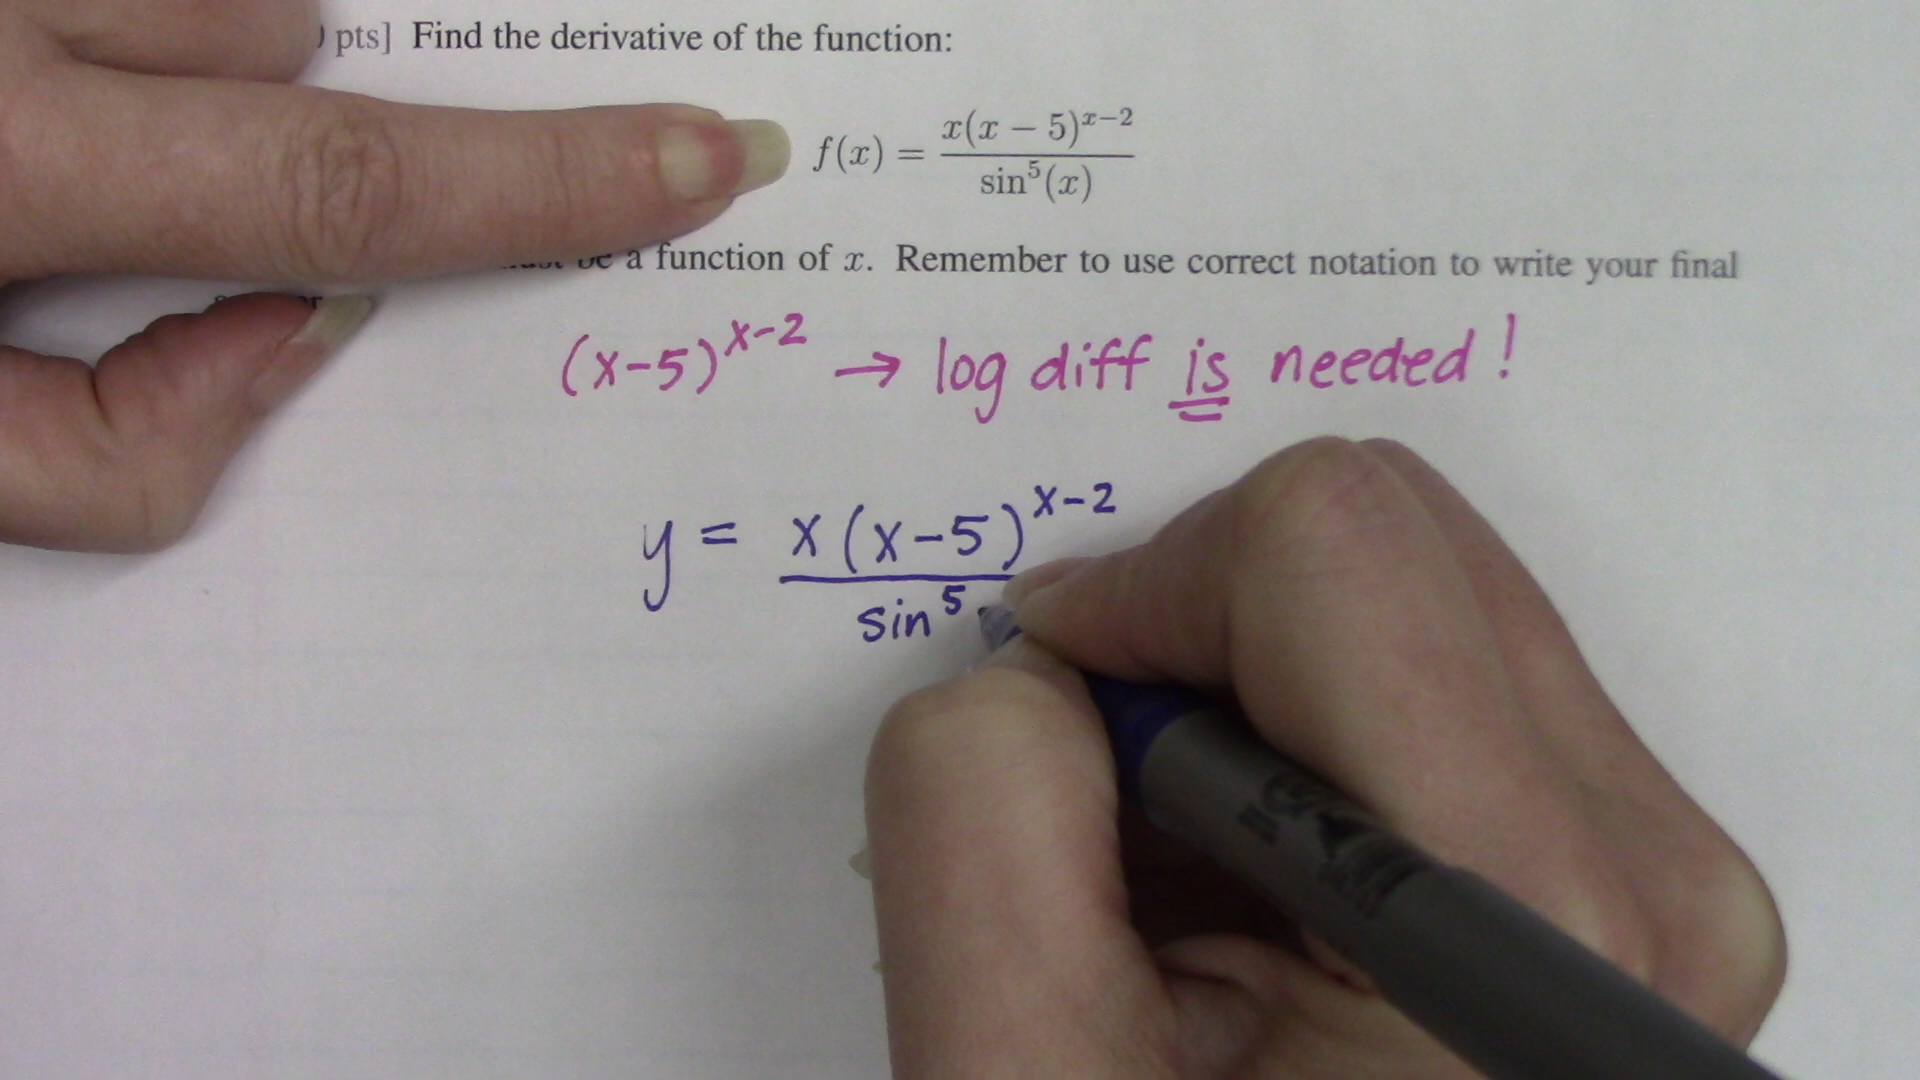 pts] Find the derivative of the function:
f(x) = x(x − 5)^{x−2} / sin^5(x)
be a function of x. Remember to use correct notation to write your final
(x-5)^{x-2} → log diff is needed!
y = x(x-5)^{x-2} / sin^5